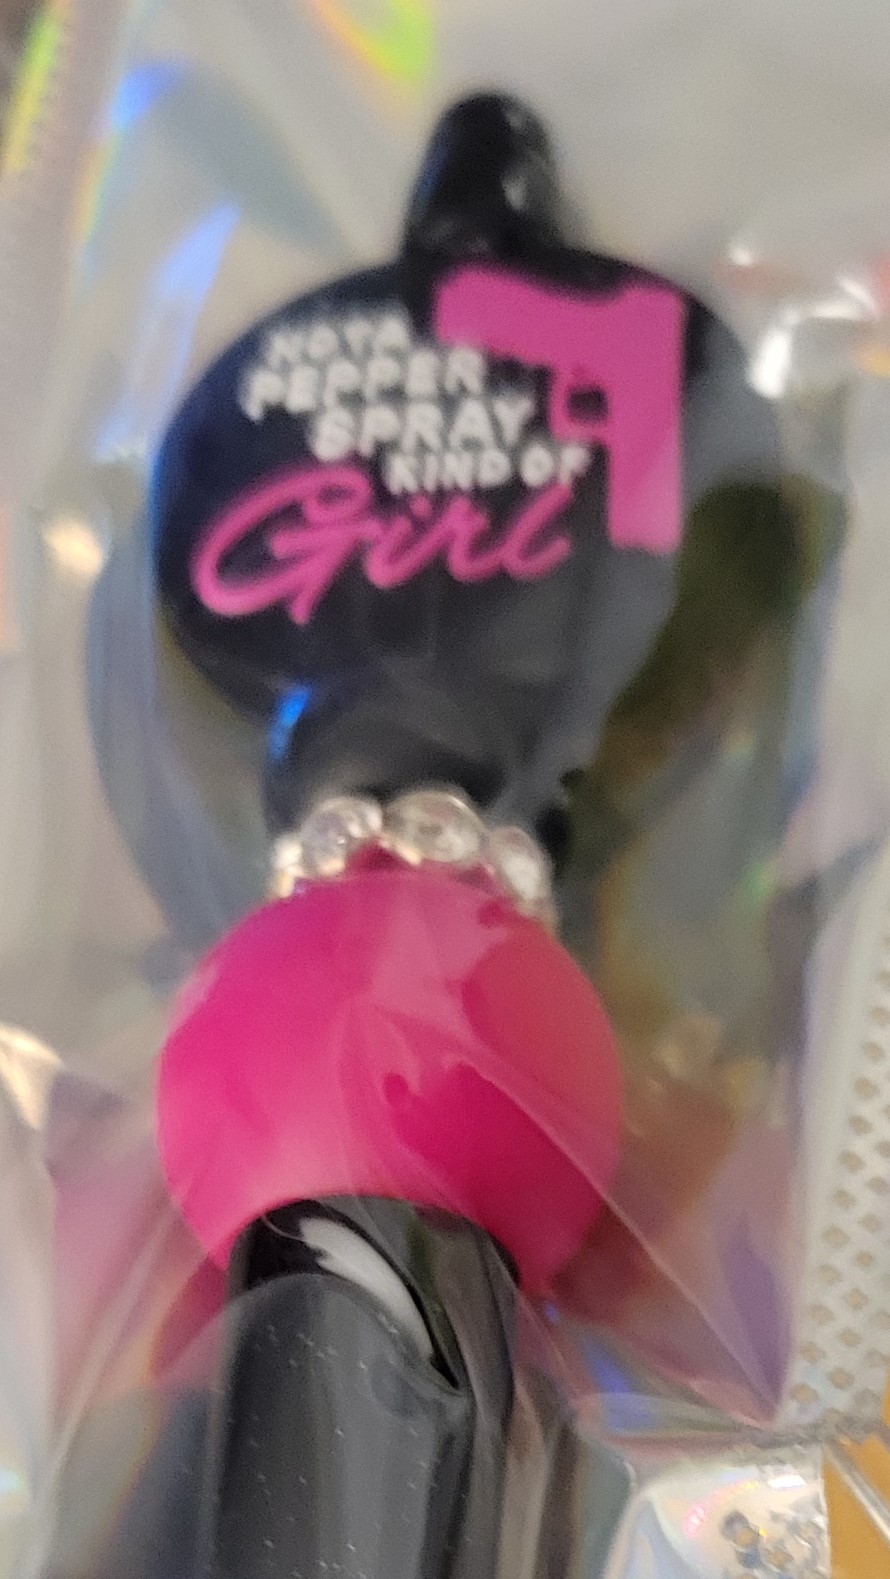 NOT A
PEPPER
SPRAY
KIND OF
Girl